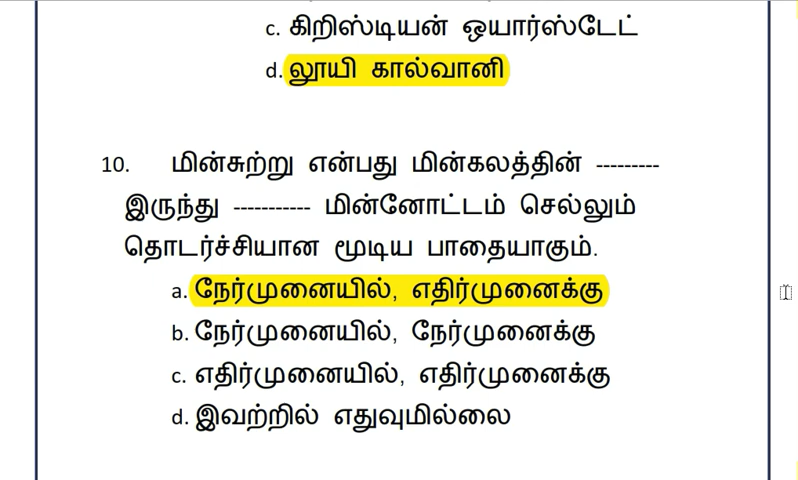 c. கிறிஸ்டியன் ஒயார்ஸ்டேட்
d. லூயி கால்வானி
10. மின்சுற்று என்பது மின்கலத்தின் ---------
இருந்து ----------- மின்னோட்டம் செல்லும்
தொடர்ச்சியான மூடிய பாதையாகும்.
a. நேர்முனையில், எதிர்முனைக்கு
b. நேர்முனையில், நேர்முனைக்கு
c. எதிர்முனையில், எதிர்முனைக்கு
d. இவற்றில் எதுவுமில்லை